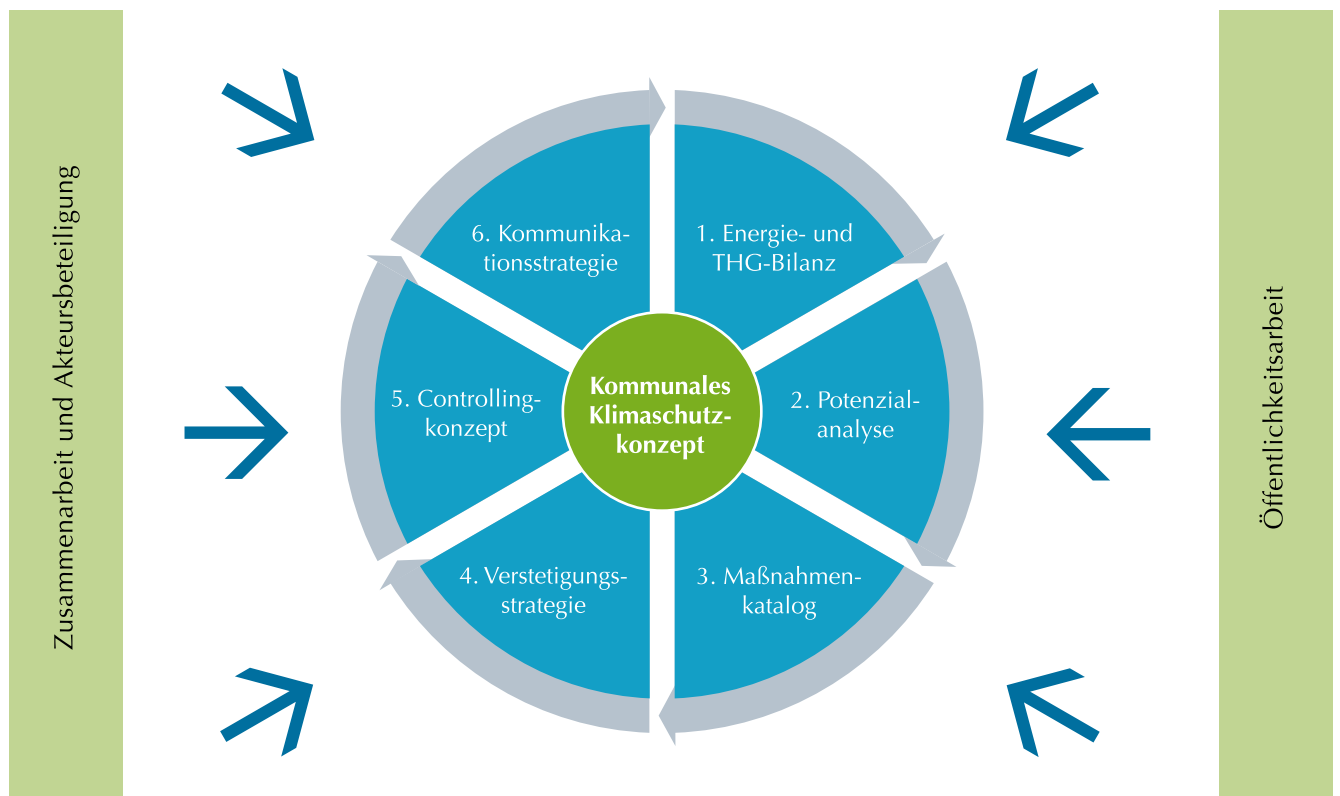 Zusammenarbeit und Akteursbeteiligung
6. Kommunika-
tionsstrategie
1. Energie- und
THG-Bilanz
5. Controlling-
konzept
Kommunales
Klimaschutz-
konzept
2. Potenzial-
analyse
4. Verstetigungs-
strategie
3. Maßnahmen-
katalog
Öffentlichkeitsarbeit